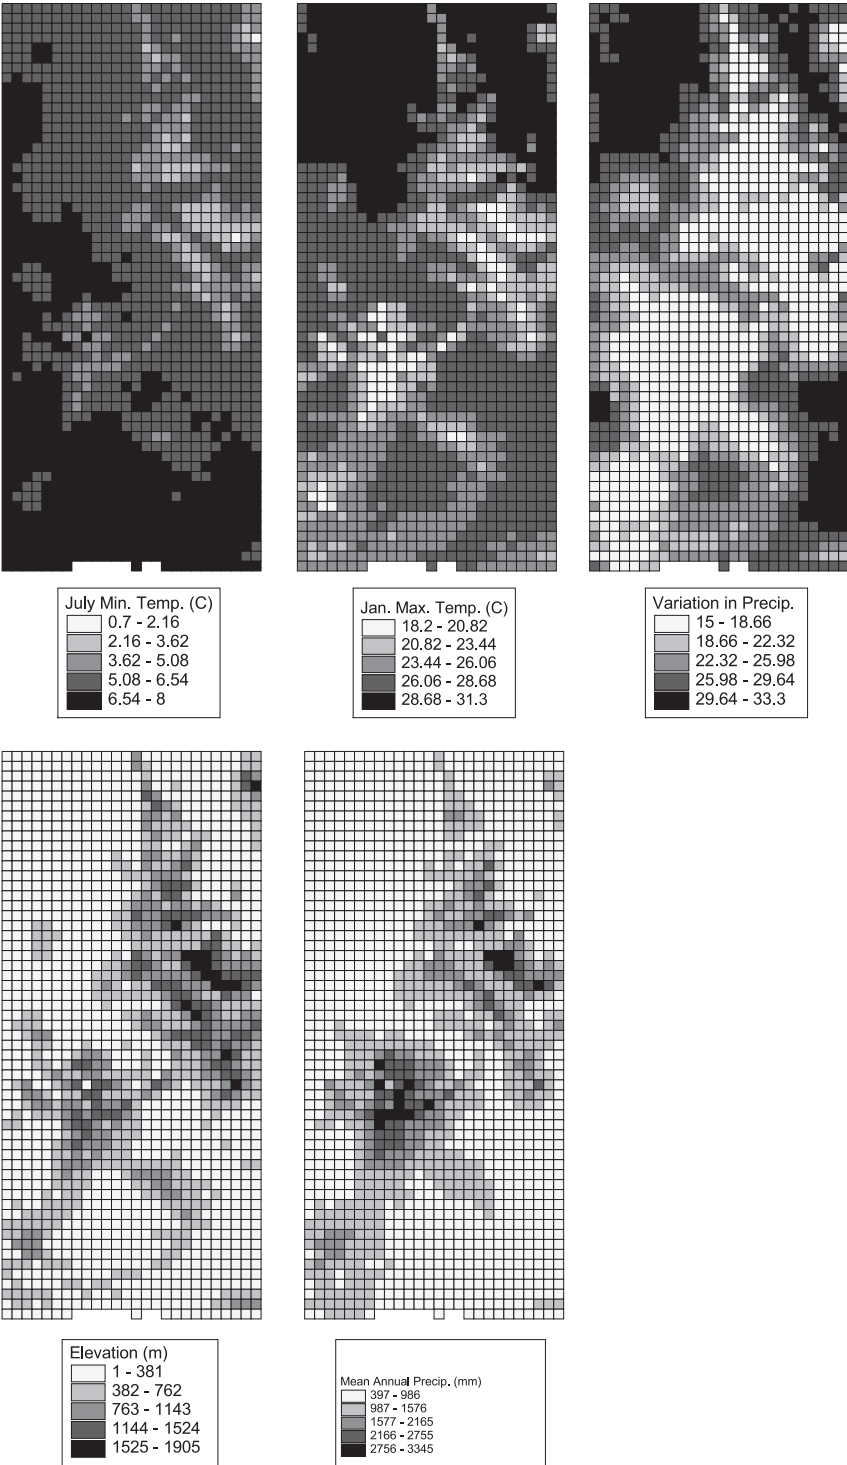 July Min. Temp. (C)
0.7 - 2.16
2.16 - 3.62
3.62 - 5.08
5.08 - 6.54
6.54 - 8
Jan. Max. Temp. (C)
18.2 - 20.82
20.82 - 23.44
23.44 - 26.06
26.06 - 28.68
28.68 - 31.3
Variation in Precip.
15 - 18.66
18.66 - 22.32
22.32 - 25.98
25.98 - 29.64
29.64 - 33.3
Elevation (m)
1 - 381
382 - 762
763 - 1143
1144 - 1524
1525 - 1905
Mean Annual Precip. (mm)
397 - 986
987 - 1576
1577 - 2165
2166 - 2755
2756 - 3345